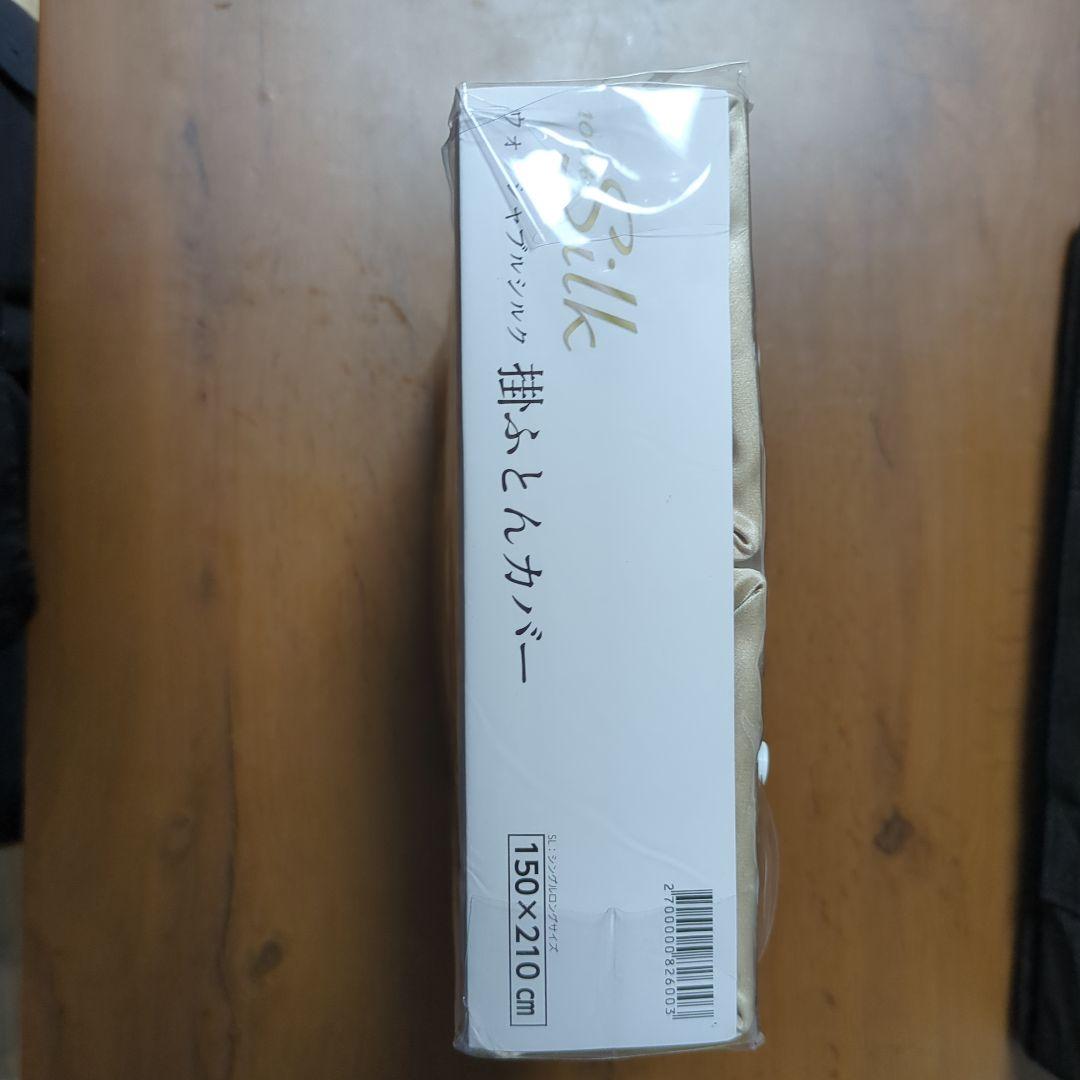 Silk
ウォッシャブルシルク 掛ふとんカバー
SL：シングルロングサイズ
150×210cm
2700000826003